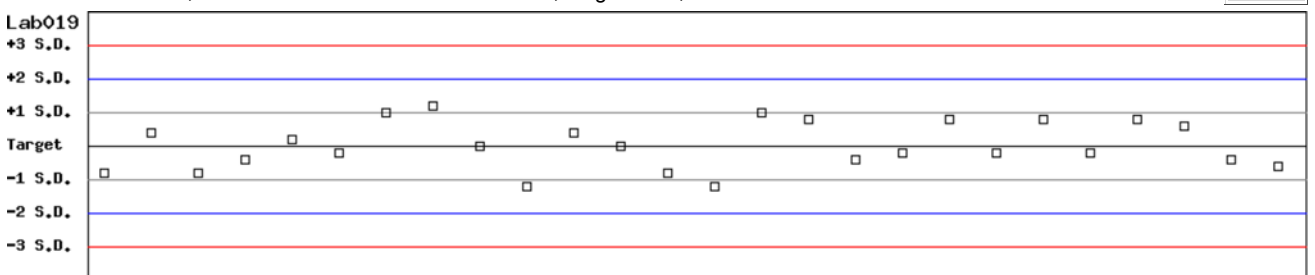 Lab019
+3 S.D.
+2 S.D.
+1 S.D.
Target
-1 S.D.
-2 S.D.
-3 S.D.